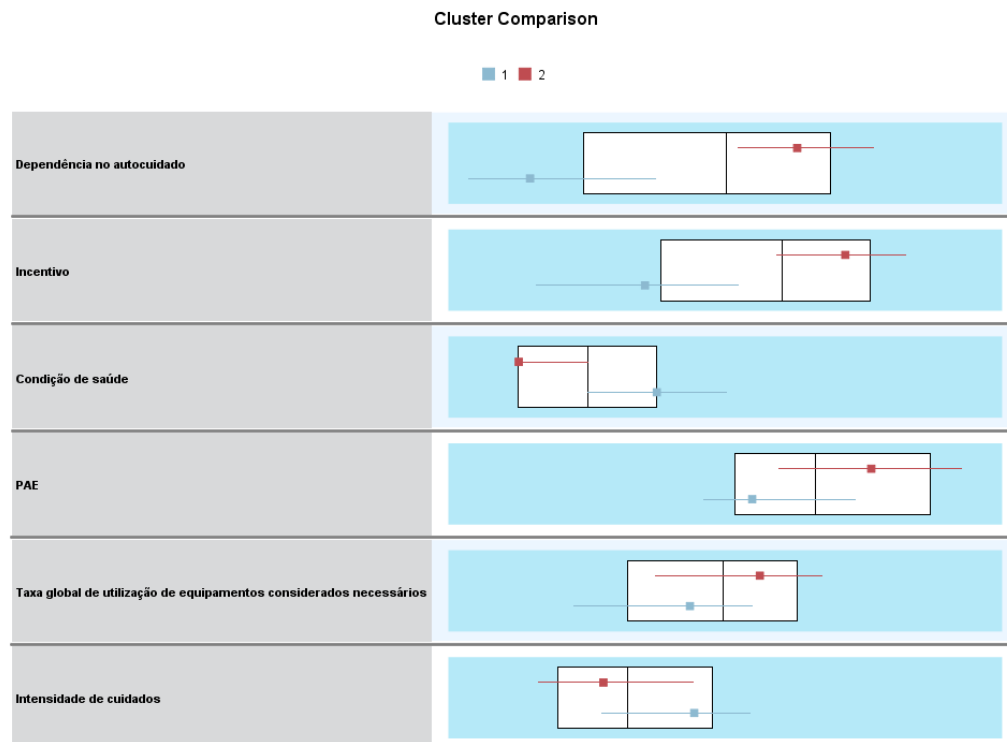 Cluster Comparison
1 2
Dependência no autocuidado
Incentivo
Condição de saúde
PAE
Taxa global de utilização de equipamentos considerados necessários
Intensidade de cuidados